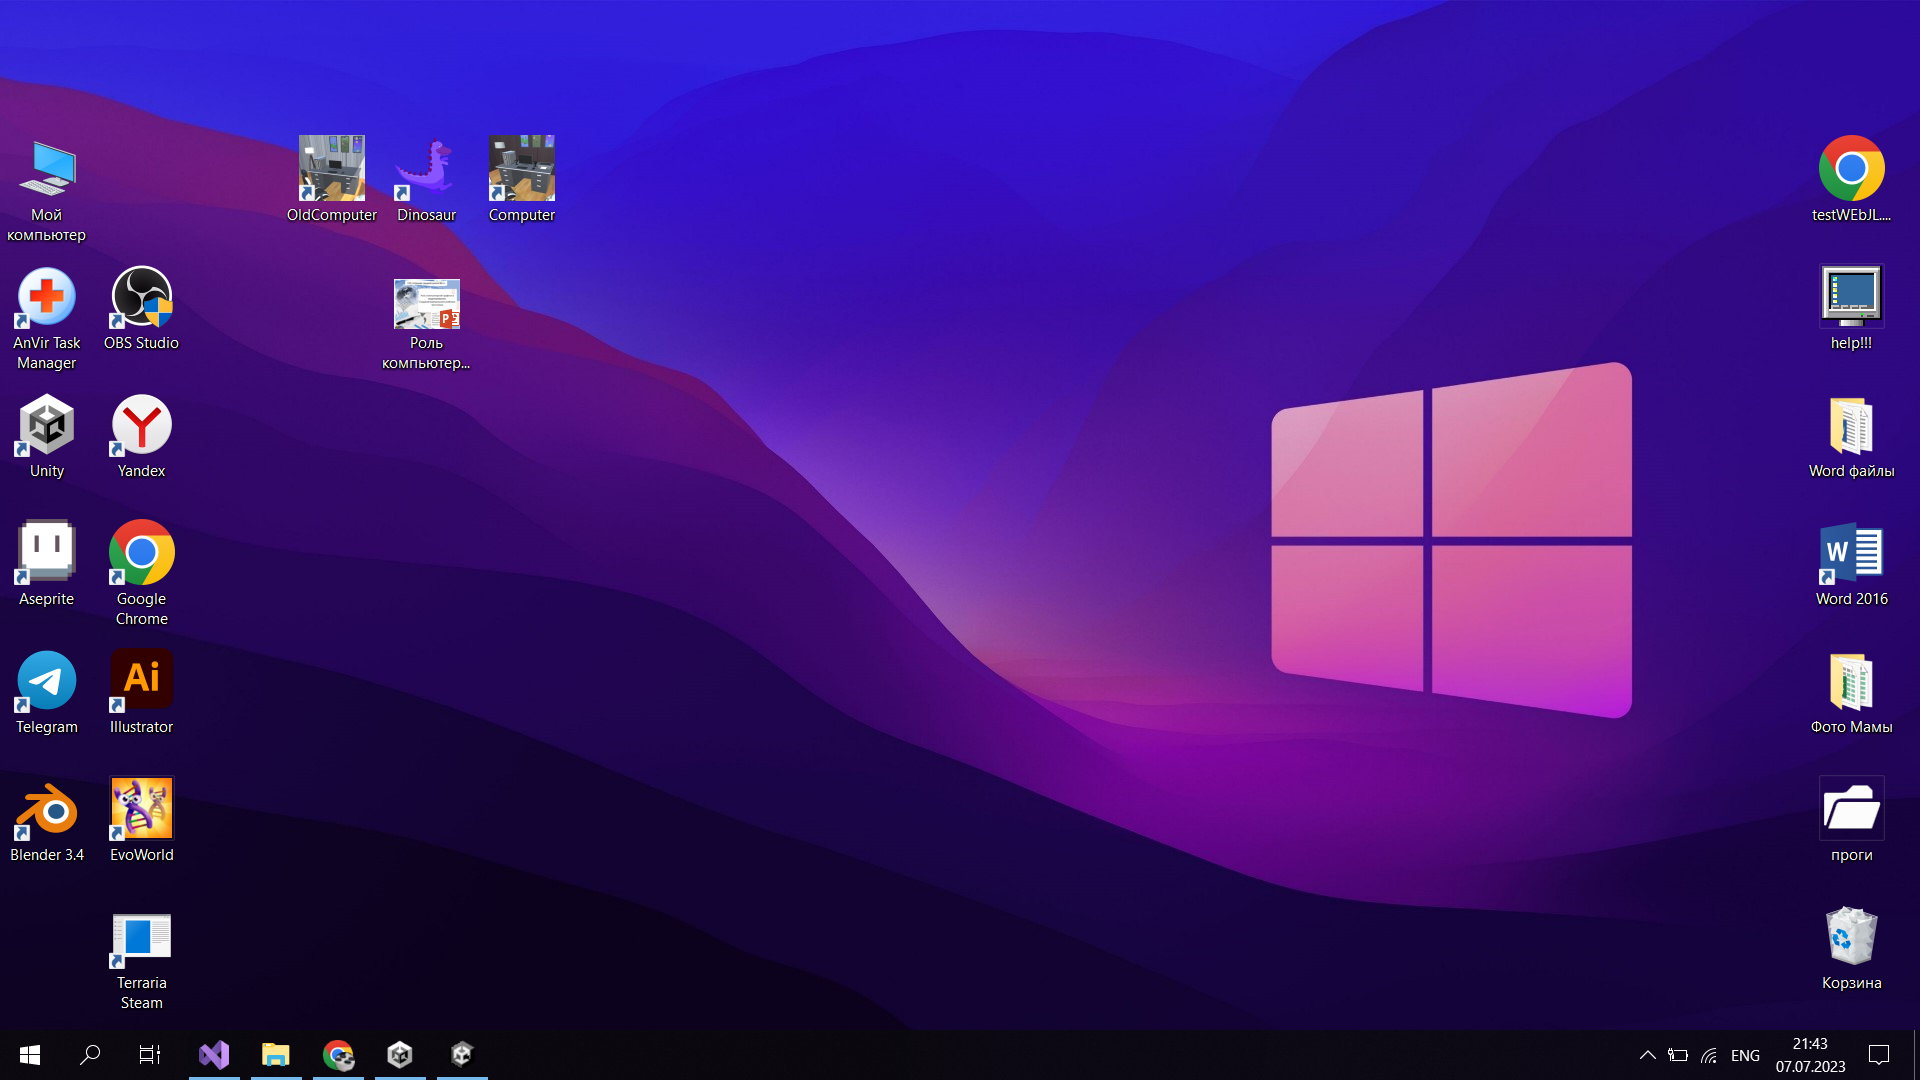 Мой
компьютер
OldComputer
Dinosaur
Computer
testWEbJL....
AnVir Task
Manager
OBS Studio
Роль
компьютер...
help!!!
Unity
Yandex
Word файлы
Aseprite
Google
Chrome
W
Word 2016
Telegram
Ai
Illustrator
Фото Мамы
Blender 3.4
EvoWorld
проги
Terraria
Steam
Корзина
ENG
21:43
07.07.2023